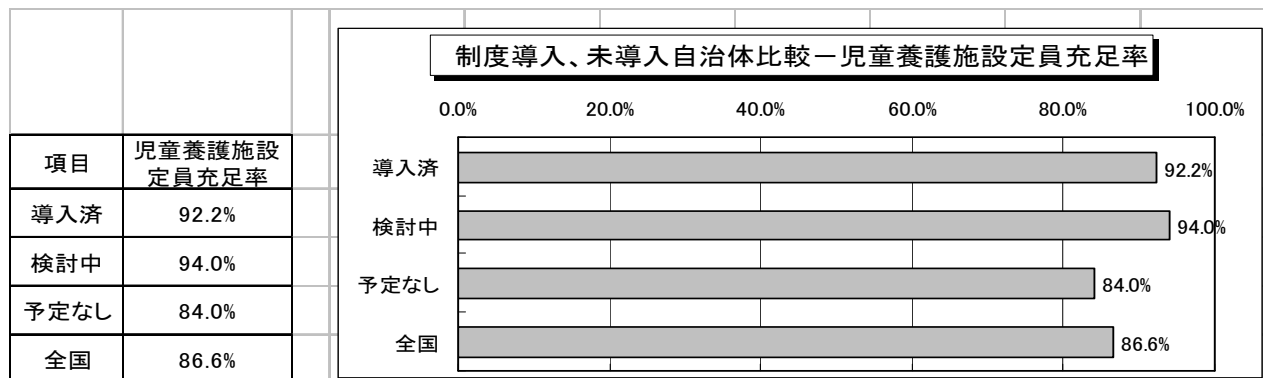 制度導入、未導入自治体比較－児童養護施設定員充足率
0.0% 20.0% 40.0% 60.0% 80.0% 100.0%
項目 児童養護施設定員充足率
導入済 92.2%
検討中 94.0%
予定なし 84.0%
全国 86.6%
導入済 92.2%
検討中 94.0%
予定なし 84.0%
全国 86.6%